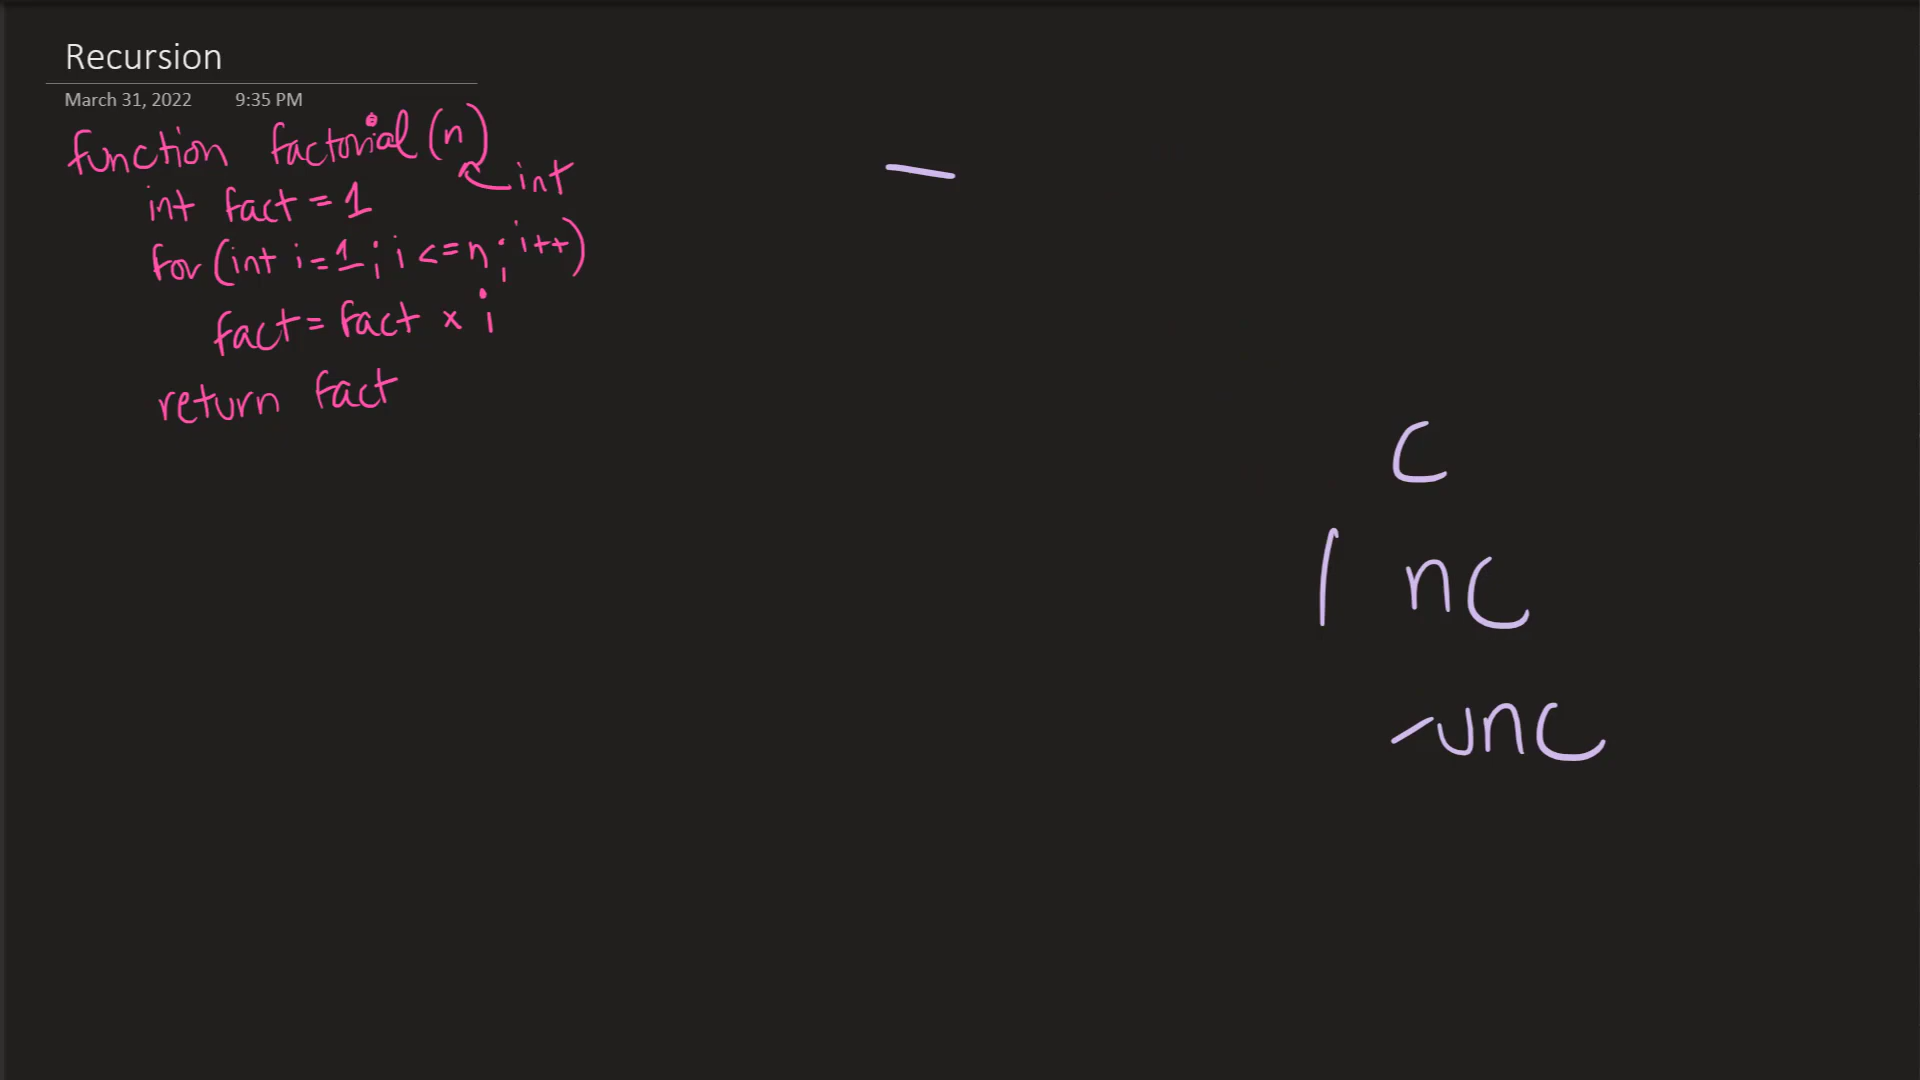 Recursion
March 31, 2022 9:35 PM
function factorial (n)
int
int fact = 1
for (int i = 1; i <= n; i++)
fact = fact x i
return fact
c
nc
unc